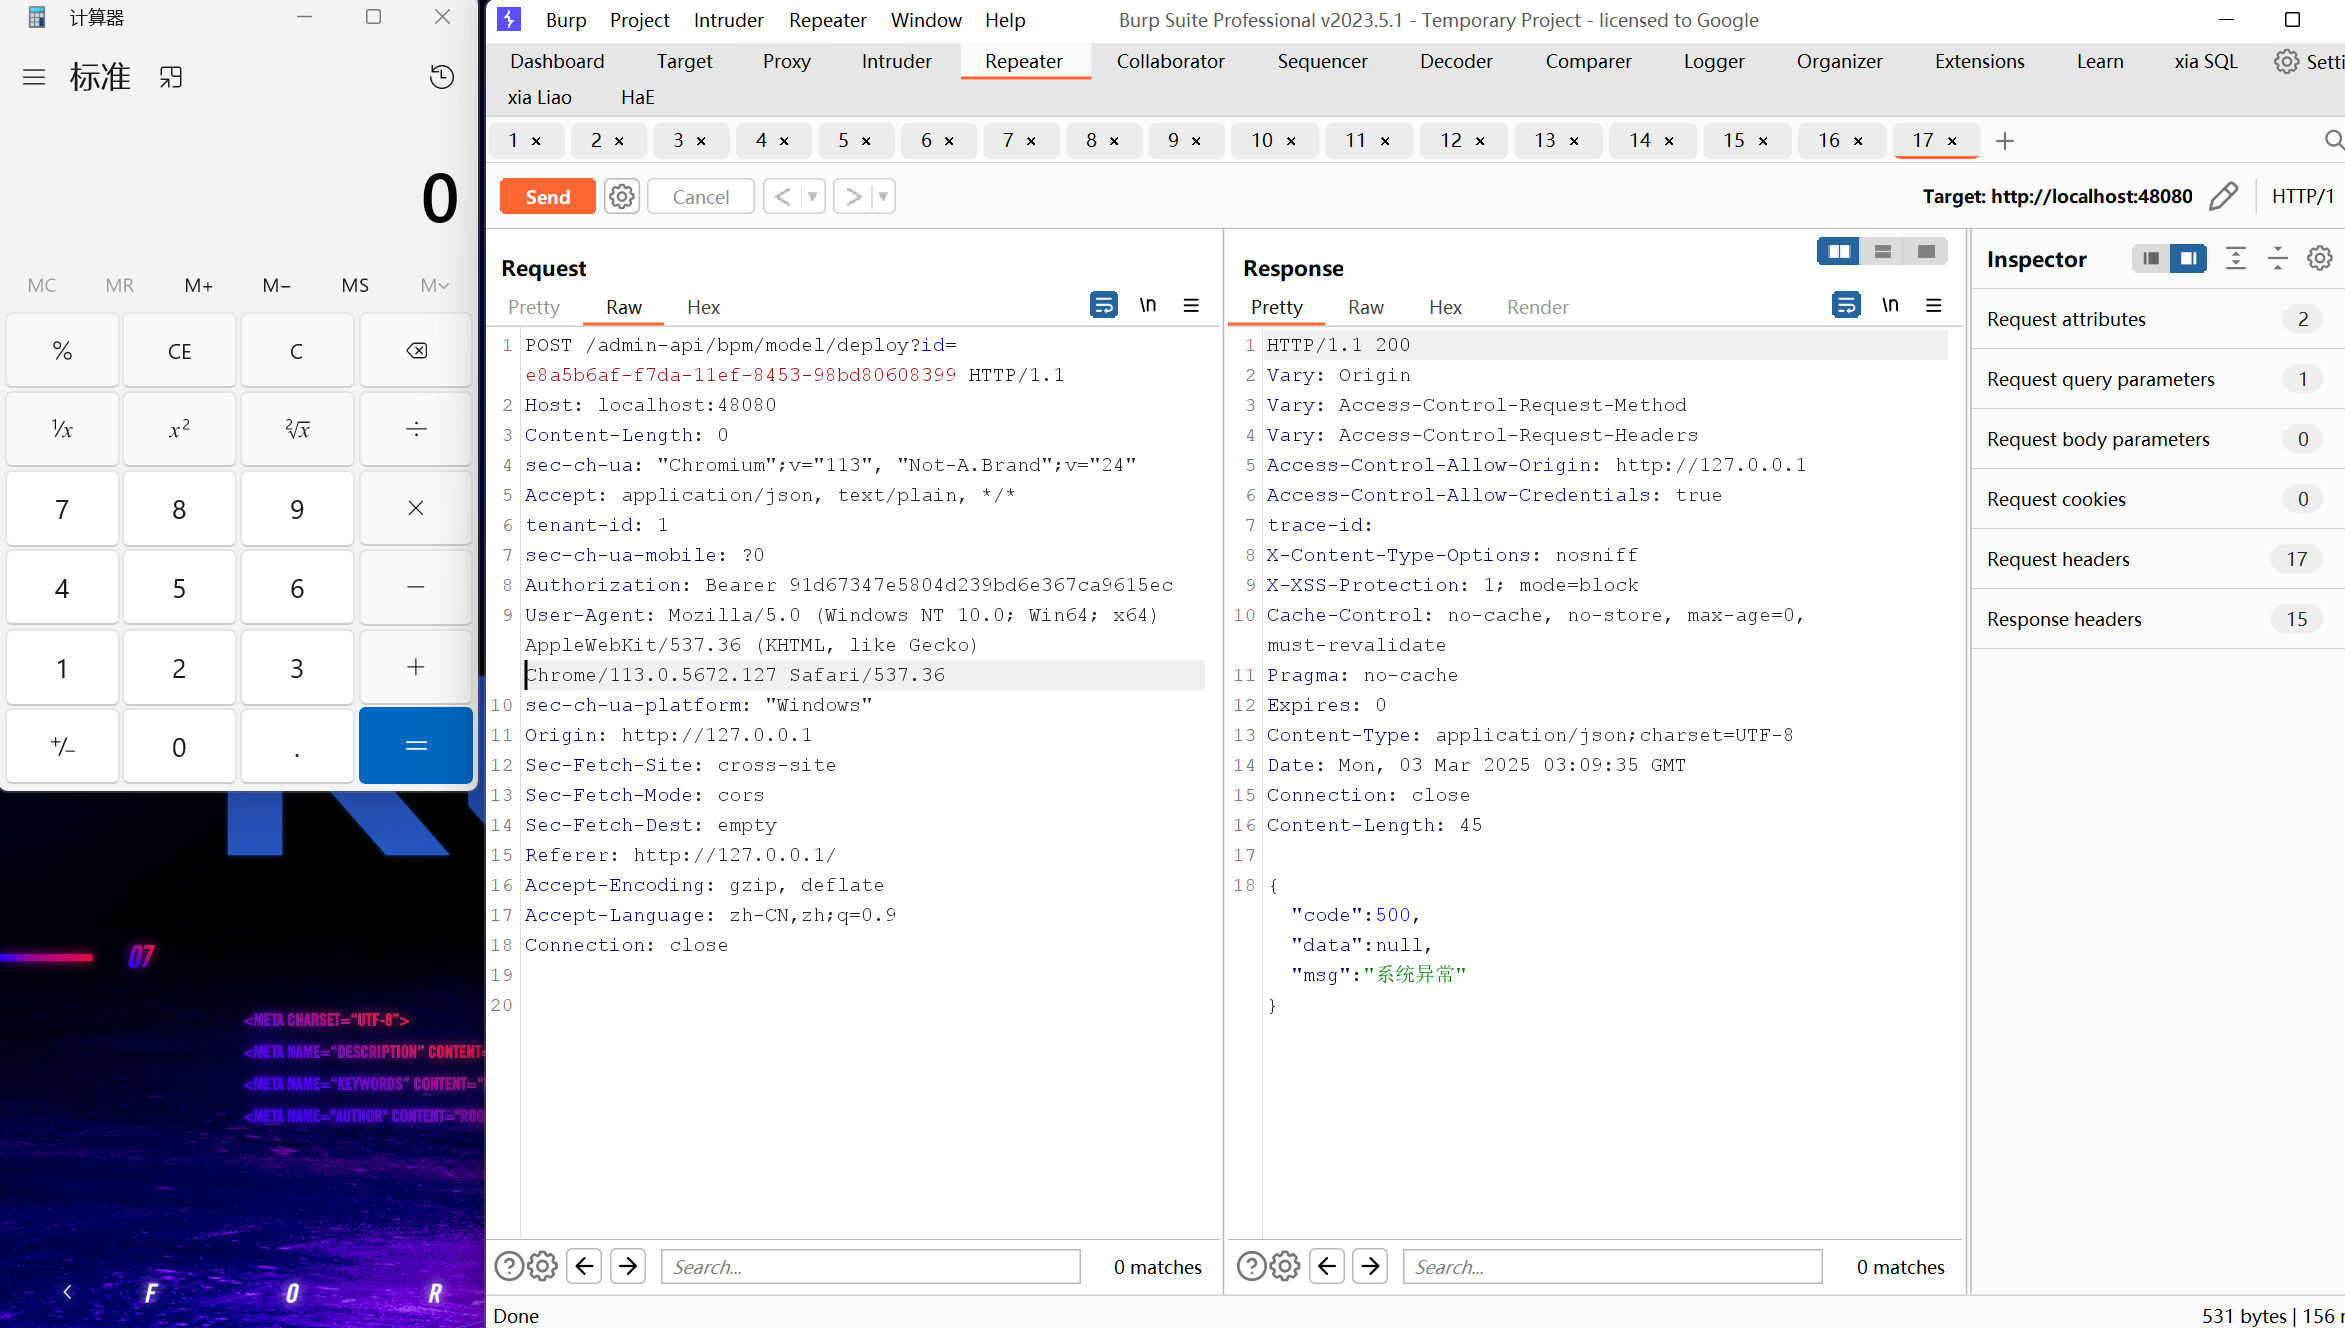 计算器
标准
0
MC MR M+ M− MS M
% CE C
⅟x x² ²√x ÷
7 8 9 ×
4 5 6 −
1 2 3 +
+/− 0 . =
07
<META CHARSET="UTF-8">
<META NAME="DESCRIPTION" CONTENT=
<META NAME="KEYWORDS" CONTENT="
<META NAME="AUTHOR" CONTENT="ROG
F O R
Burp Project Intruder Repeater Window Help Burp Suite Professional v2023.5.1 - Temporary Project - licensed to Google
Dashboard Target Proxy Intruder Repeater Collaborator Sequencer Decoder Comparer Logger Organizer Extensions Learn xia SQL Setti
xia Liao HaE
1 × 2 × 3 × 4 × 5 × 6 × 7 × 8 × 9 × 10 × 11 × 12 × 13 × 14 × 15 × 16 × 17 × +
Send Cancel < > Target: http://localhost:48080 HTTP/1
Request
Pretty Raw Hex \n
1 POST /admin-api/bpm/model/deploy?id=
e8a5b6af-f7da-11ef-8453-98bd80608399 HTTP/1.1
2 Host: localhost:48080
3 Content-Length: 0
4 sec-ch-ua: "Chromium";v="113", "Not-A.Brand";v="24"
5 Accept: application/json, text/plain, */*
6 tenant-id: 1
7 sec-ch-ua-mobile: ?0
8 Authorization: Bearer 91d67347e5804d239bd6e367ca9615ec
9 User-Agent: Mozilla/5.0 (Windows NT 10.0; Win64; x64)
AppleWebKit/537.36 (KHTML, like Gecko)
Chrome/113.0.5672.127 Safari/537.36
10 sec-ch-ua-platform: "Windows"
11 Origin: http://127.0.0.1
12 Sec-Fetch-Site: cross-site
13 Sec-Fetch-Mode: cors
14 Sec-Fetch-Dest: empty
15 Referer: http://127.0.0.1/
16 Accept-Encoding: gzip, deflate
17 Accept-Language: zh-CN,zh;q=0.9
18 Connection: close
19
20
Search... 0 matches
Response
Pretty Raw Hex Render \n
1 HTTP/1.1 200
2 Vary: Origin
3 Vary: Access-Control-Request-Method
4 Vary: Access-Control-Request-Headers
5 Access-Control-Allow-Origin: http://127.0.0.1
6 Access-Control-Allow-Credentials: true
7 trace-id:
8 X-Content-Type-Options: nosniff
9 X-XSS-Protection: 1; mode=block
10 Cache-Control: no-cache, no-store, max-age=0,
must-revalidate
11 Pragma: no-cache
12 Expires: 0
13 Content-Type: application/json;charset=UTF-8
14 Date: Mon, 03 Mar 2025 03:09:35 GMT
15 Connection: close
16 Content-Length: 45
17
18 {
"code":500,
"data":null,
"msg":"系统异常"
}
Search... 0 matches
Inspector
Request attributes 2
Request query parameters 1
Request body parameters 0
Request cookies 0
Request headers 17
Response headers 15
Done
531 bytes | 156